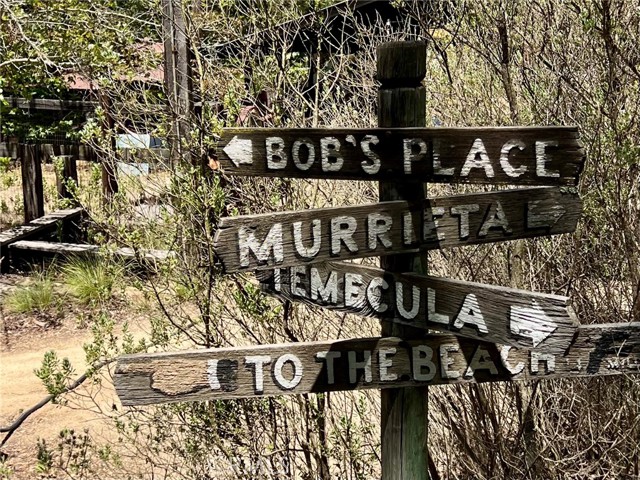 BOB'S PLACE
MURRIETA
TEMECULA
TO THE BEACH